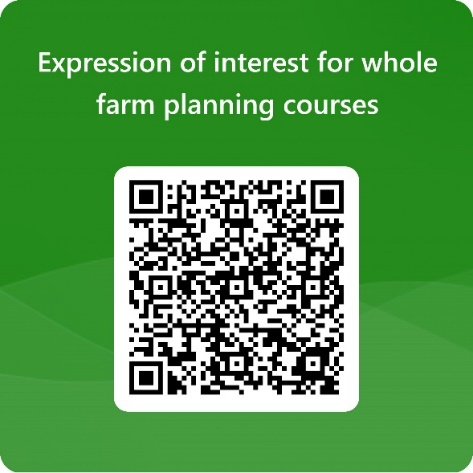 Expression of interest for whole
farm planning courses